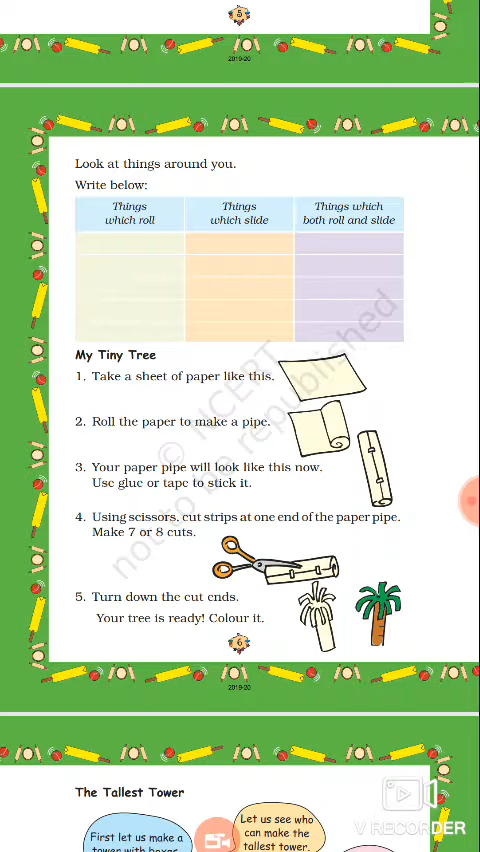 5
2019-20
Look at things around you.
Write below:
Things which roll
Things which slide
Things which both roll and slide
My Tiny Tree
1. Take a sheet of paper like this.
2. Roll the paper to make a pipe.
3. Your paper pipe will look like this now.
Use glue or tape to stick it.
4. Using scissors, cut strips at one end of the paper pipe.
Make 7 or 8 cuts.
5. Turn down the cut ends.
Your tree is ready! Colour it.
© NCERT
not to be republished
6
2019-20
The Tallest Tower
First let us make a
tower with boxes
Let us see who
can make the
tallest tower.
V RECORDER